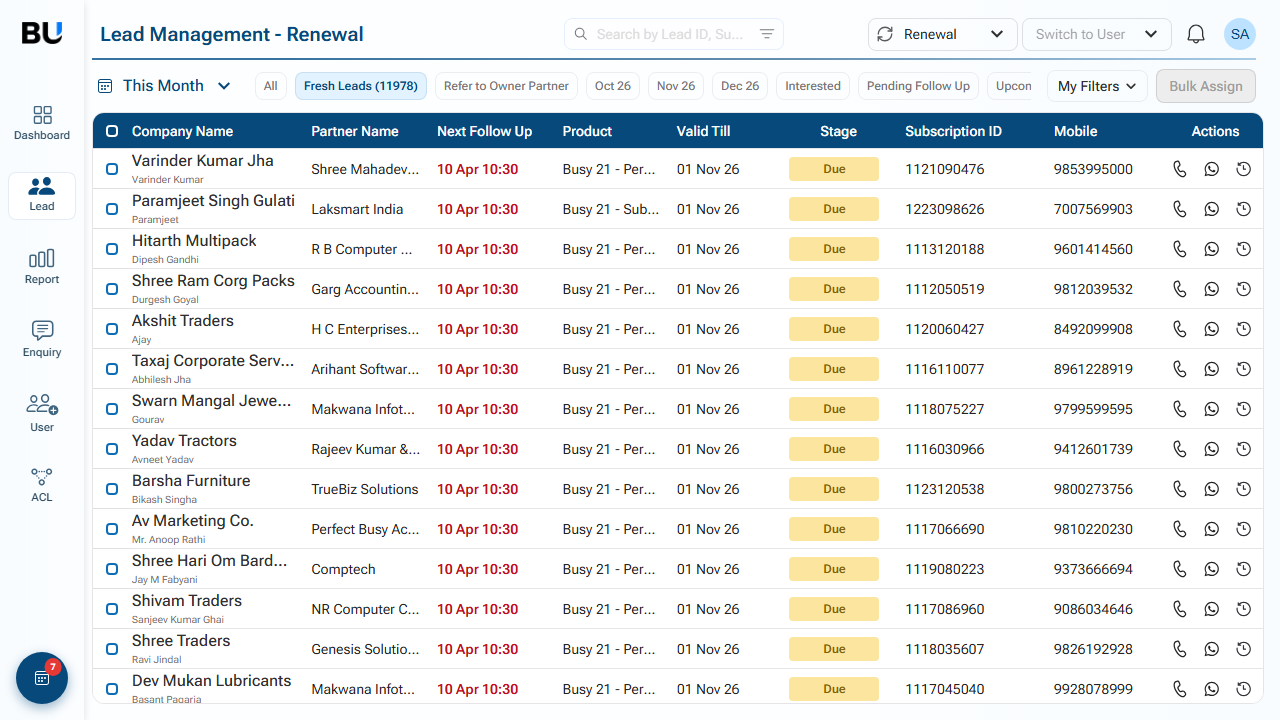 BU
Lead Management - Renewal
Search by Lead ID, Su...
Renewal
Switch to User
SA
This Month
All
Fresh Leads (11978)
Refer to Owner Partner
Oct 26
Nov 26
Dec 26
Interested
Pending Follow Up
Upcon
My Filters
Bulk Assign
Dashboard
Lead
Report
Enquiry
User
ACL
7
Company Name Partner Name Next Follow Up Product Valid Till Stage Subscription ID Mobile Actions
Varinder Kumar Jha Shree Mahadev... 10 Apr 10:30 Busy 21 - Per... 01 Nov 26 Due 1121090476 9853995000
Varinder Kumar
Paramjeet Singh Gulati Laksmart India 10 Apr 10:30 Busy 21 - Sub... 01 Nov 26 Due 1223098626 7007569903
Paramjeet
Hitarth Multipack R B Computer ... 10 Apr 10:30 Busy 21 - Per... 01 Nov 26 Due 1113120188 9601414560
Dipesh Gandhi
Shree Ram Corg Packs Garg Accountin... 10 Apr 10:30 Busy 21 - Per... 01 Nov 26 Due 1112050519 9812039532
Durgesh Goyal
Akshit Traders H C Enterprises... 10 Apr 10:30 Busy 21 - Per... 01 Nov 26 Due 1120060427 8492099908
Ajay
Taxaj Corporate Serv... Arihant Softwar... 10 Apr 10:30 Busy 21 - Per... 01 Nov 26 Due 1116110077 8961228919
Abhilesh Jha
Swarn Mangal Jewe... Makwana Infot... 10 Apr 10:30 Busy 21 - Per... 01 Nov 26 Due 1118075227 9799599595
Gourav
Yadav Tractors Rajeev Kumar &... 10 Apr 10:30 Busy 21 - Per... 01 Nov 26 Due 1116030966 9412601739
Avneet Yadav
Barsha Furniture TrueBiz Solutions 10 Apr 10:30 Busy 21 - Per... 01 Nov 26 Due 1123120538 9800273756
Bikash Singha
Av Marketing Co. Perfect Busy Ac... 10 Apr 10:30 Busy 21 - Per... 01 Nov 26 Due 1117066690 9810220230
Mr. Anoop Rathi
Shree Hari Om Bard... Comptech 10 Apr 10:30 Busy 21 - Per... 01 Nov 26 Due 1119080223 9373666694
Jay M Fabyani
Shivam Traders NR Computer C... 10 Apr 10:30 Busy 21 - Per... 01 Nov 26 Due 1117086960 9086034646
Sanjeev Kumar Ghai
Shree Traders Genesis Solutio... 10 Apr 10:30 Busy 21 - Per... 01 Nov 26 Due 1118035607 9826192928
Ravi Jindal
Dev Mukan Lubricants Makwana Infot... 10 Apr 10:30 Busy 21 - Per... 01 Nov 26 Due 1117045040 9928078999
Basant Pagaria